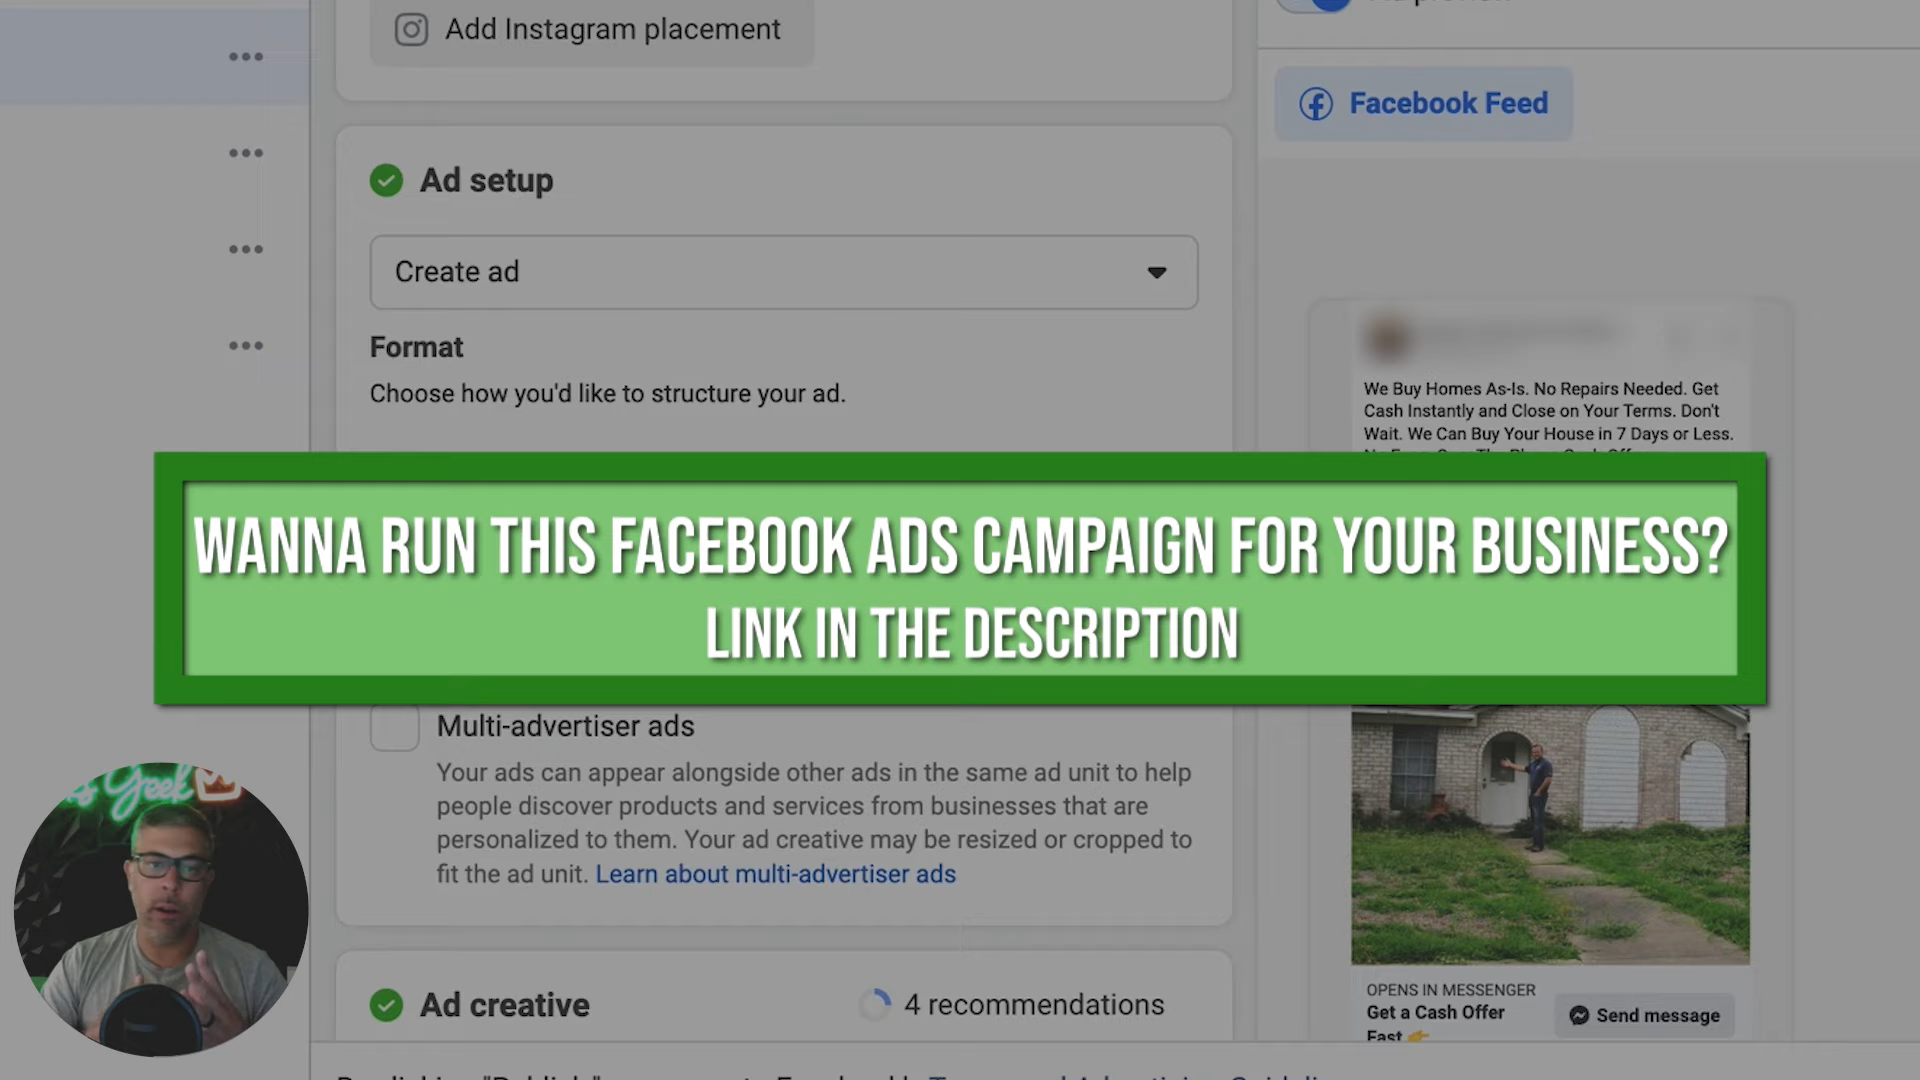 Add Instagram placement
Facebook Feed
Ad setup
Create ad
Format
Choose how you'd like to structure your ad.
We Buy Homes As-Is. No Repairs Needed. Get
Cash Instantly and Close on Your Terms. Don't
Wait. We Can Buy Your House in 7 Days or Less.
WANNA RUN THIS FACEBOOK ADS CAMPAIGN FOR YOUR BUSINESS?
LINK IN THE DESCRIPTION
Multi-advertiser ads
Your ads can appear alongside other ads in the same ad unit to help
people discover products and services from businesses that are
personalized to them. Your ad creative may be resized or cropped to
fit the ad unit. Learn about multi-advertiser ads
Geek
Ad creative
4 recommendations
OPENS IN MESSENGER
Get a Cash Offer
Fast 👉
Send message